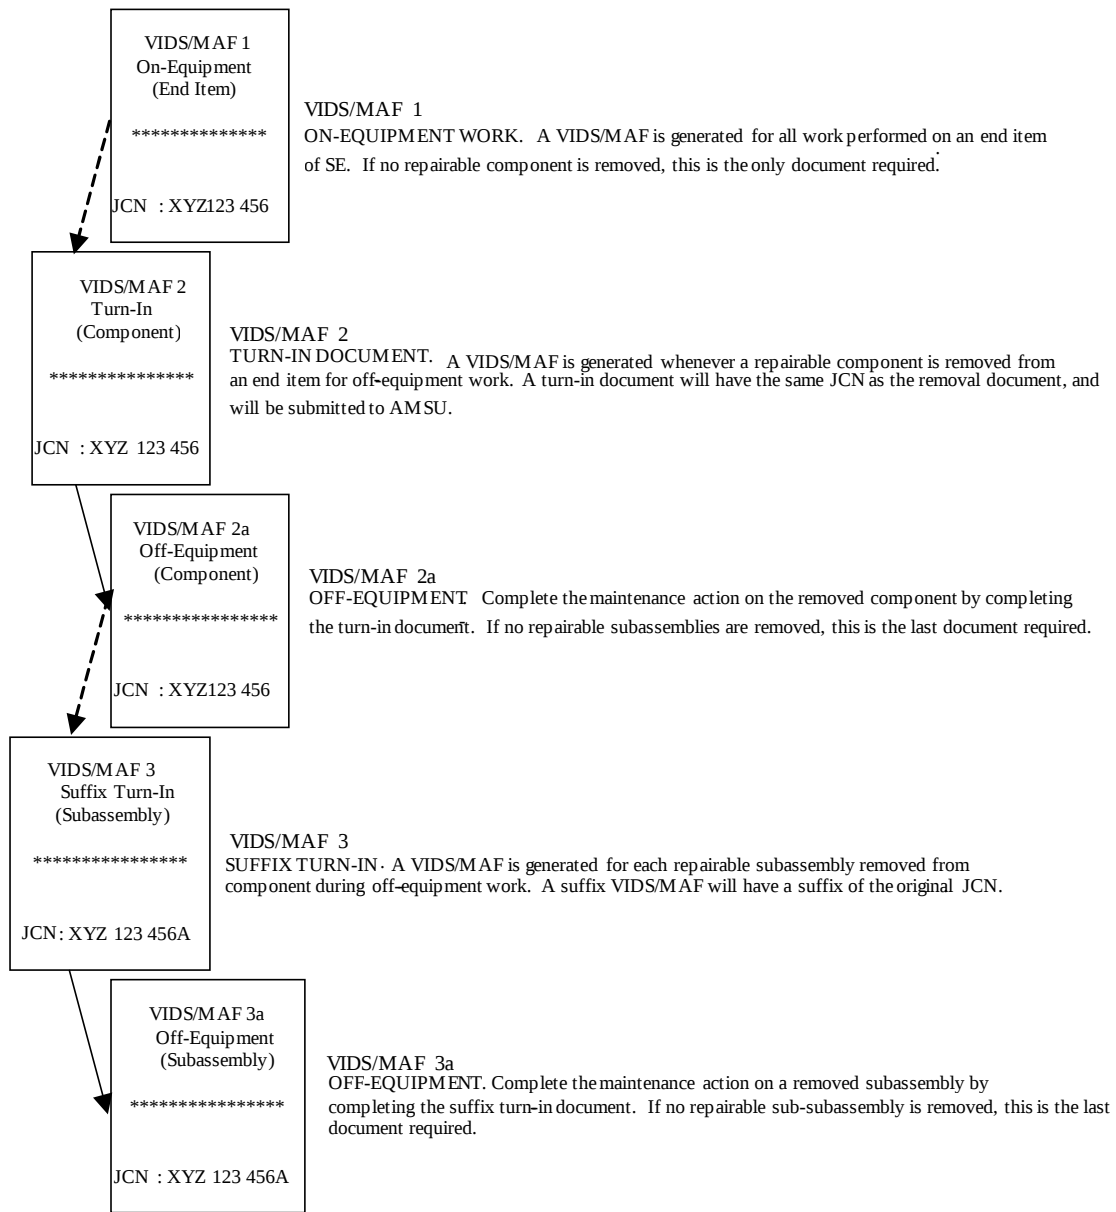 VIDS/MAF 1
On-Equipment
(End Item)
**************
JCN : XYZ123 456
VIDS/MAF 1
ON-EQUIPMENT WORK. A VIDS/MAF is generated for all work performed on an end item
of SE. If no repairable component is removed, this is the only document required.
VIDS/MAF 2
Turn-In
(Component)
***************
JCN : XYZ 123 456
VIDS/MAF 2
TURN-IN DOCUMENT. A VIDS/MAF is generated whenever a repairable component is removed from
an end item for off-equipment work. A turn-in document will have the same JCN as the removal document, and
will be submitted to AMSU.
VIDS/MAF 2a
Off-Equipment
(Component)
****************
JCN : XYZ123 456
VIDS/MAF 2a
OFF-EQUIPMENT. Complete the maintenance action on the removed component by completing
the turn-in document. If no repairable subassemblies are removed, this is the last document required.
VIDS/MAF 3
Suffix Turn-In
(Subassembly)
****************
JCN: XYZ 123 456A
VIDS/MAF 3
SUFFIX TURN-IN. A VIDS/MAF is generated for each repairable subassembly removed from
component during off-equipment work. A suffix VIDS/MAF will have a suffix of the original JCN.
VIDS/MAF 3a
Off-Equipment
(Subassembly)
****************
JCN : XYZ 123 456A
VIDS/MAF 3a
OFF-EQUIPMENT. Complete the maintenance action on a removed subassembly by
completing the suffix turn-in document. If no repairable sub-subassembly is removed, this is the last
document required.